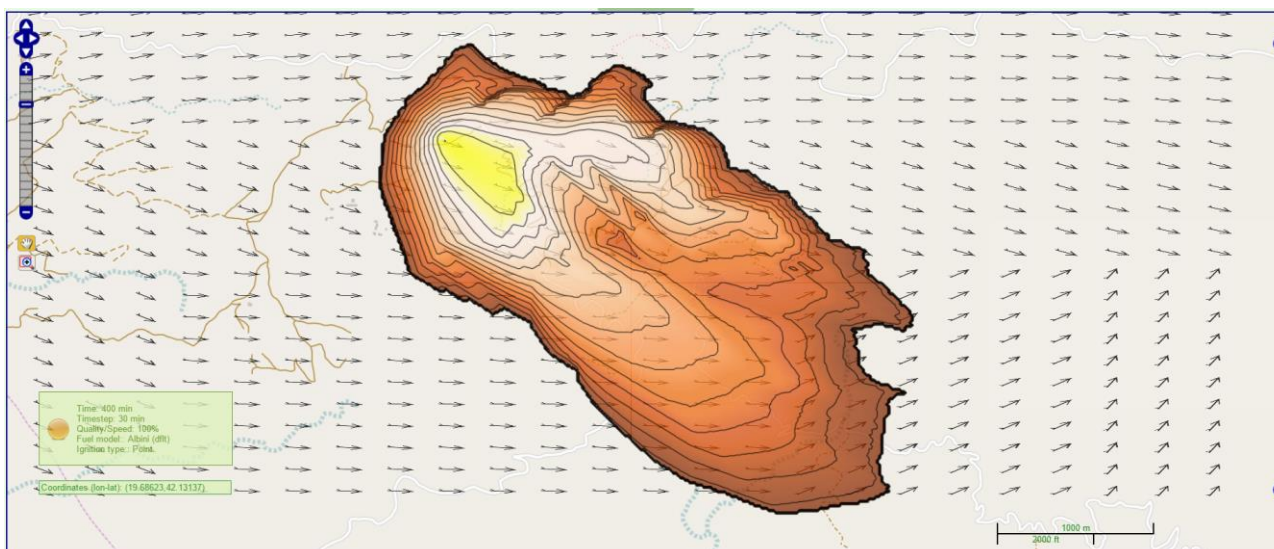 Time: 400 min
Timestep: 30 min
Quality/Speed: 100%
Fuel model:: Albini (dflt)
Ignition type:: Point.
Coordinates (lon-lat): (19.68623,42.13137)
1000 m
2000 ft